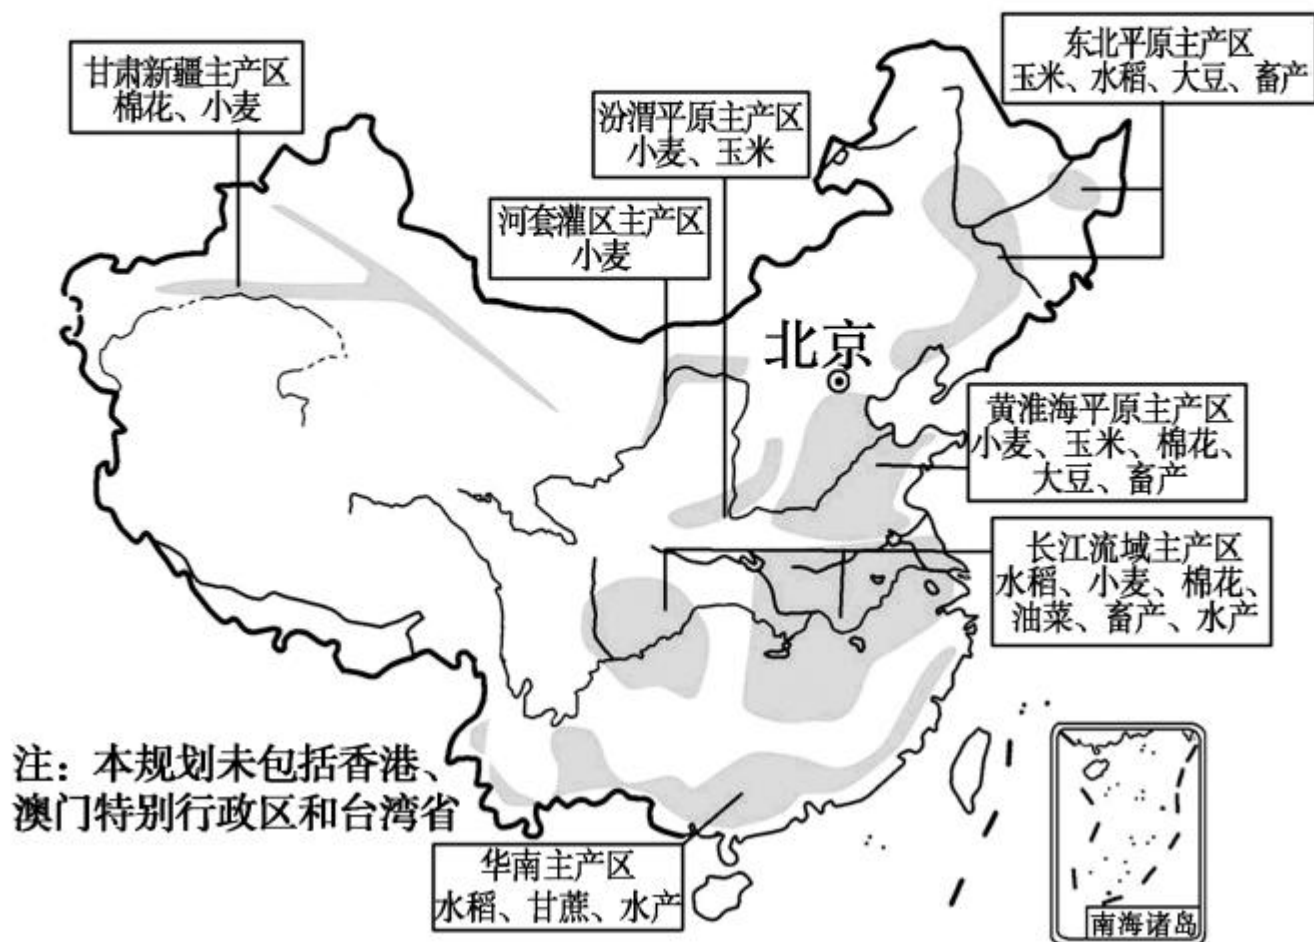 甘肃新疆主产区
棉花、小麦
东北平原主产区
玉米、水稻、大豆、畜产
汾渭平原主产区
小麦、玉米
河套灌区主产区
小麦
北京
黄淮海平原主产区
小麦、玉米、棉花、
大豆、畜产
长江流域主产区
水稻、小麦、棉花、
油菜、畜产、水产
注：本规划未包括香港、
澳门特别行政区和台湾省
华南主产区
水稻、甘蔗、水产
南海诸岛